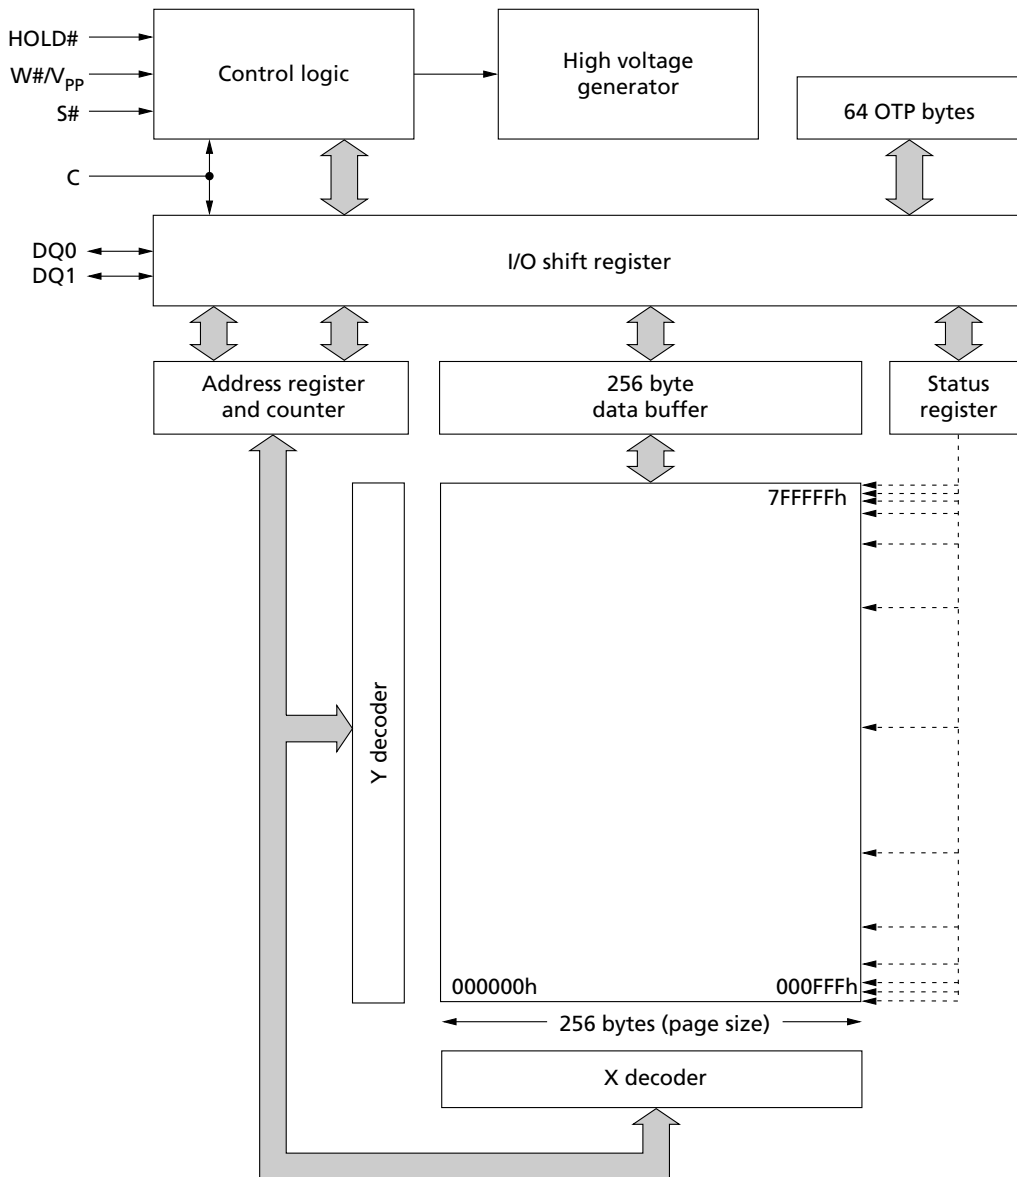 HOLD#
W#/VPP
S#
C
Control logic
High voltage
generator
64 OTP bytes
DQ0
DQ1
I/O shift register
Address register
and counter
256 byte
data buffer
Status
register
7FFFFFh
Y decoder
000000h
000FFFh
256 bytes (page size)
X decoder